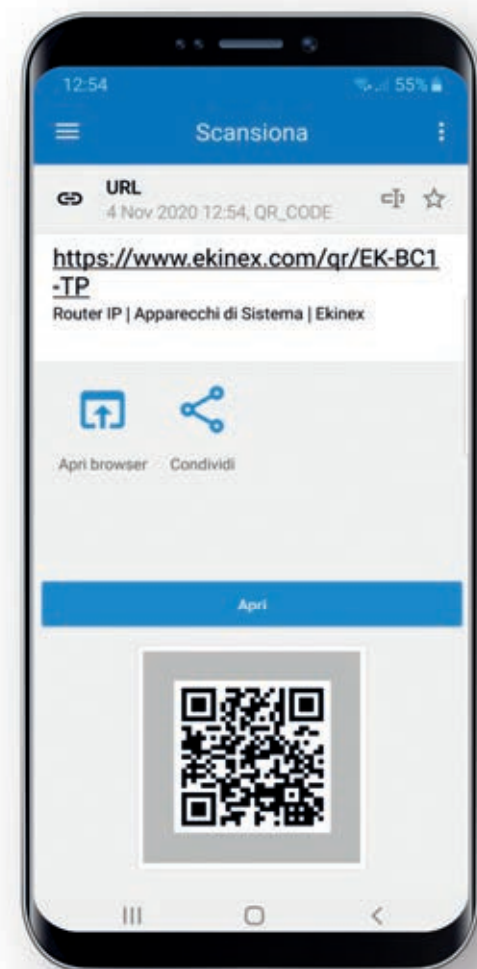 12:54
55%
Scansiona
URL
4 Nov 2020 12:54, QR_CODE
https://www.ekinex.com/qr/EK-BC1
-TP
Router IP | Apparecchi di Sistema | Ekinex
Apri browser Condividi
Apri